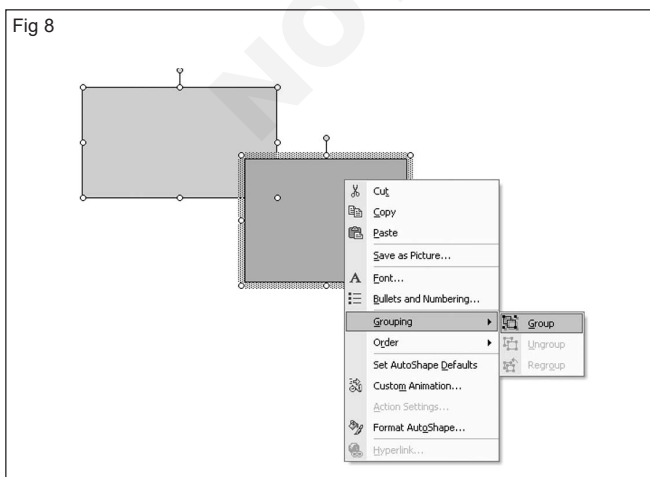 Fig 8
Cut
Copy
Paste
Save as Picture...
Font...
Bullets and Numbering...
Grouping
Group
Order
Ungroup
Set AutoShape Defaults
Regroup
Custom Animation...
Action Settings...
Format AutoShape...
Hyperlink...